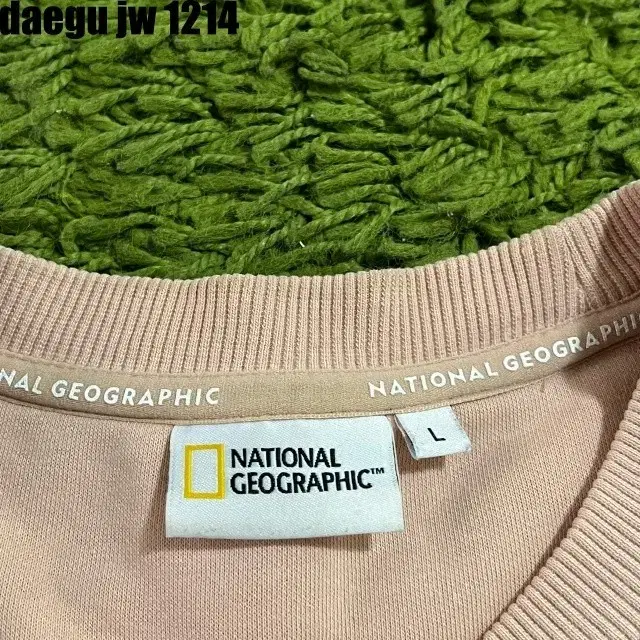 daegu jw 1214
NAL GEOGRAPHIC
NATIONAL GEOGRAPHIC
NATIONAL
GEOGRAPHIC™
L